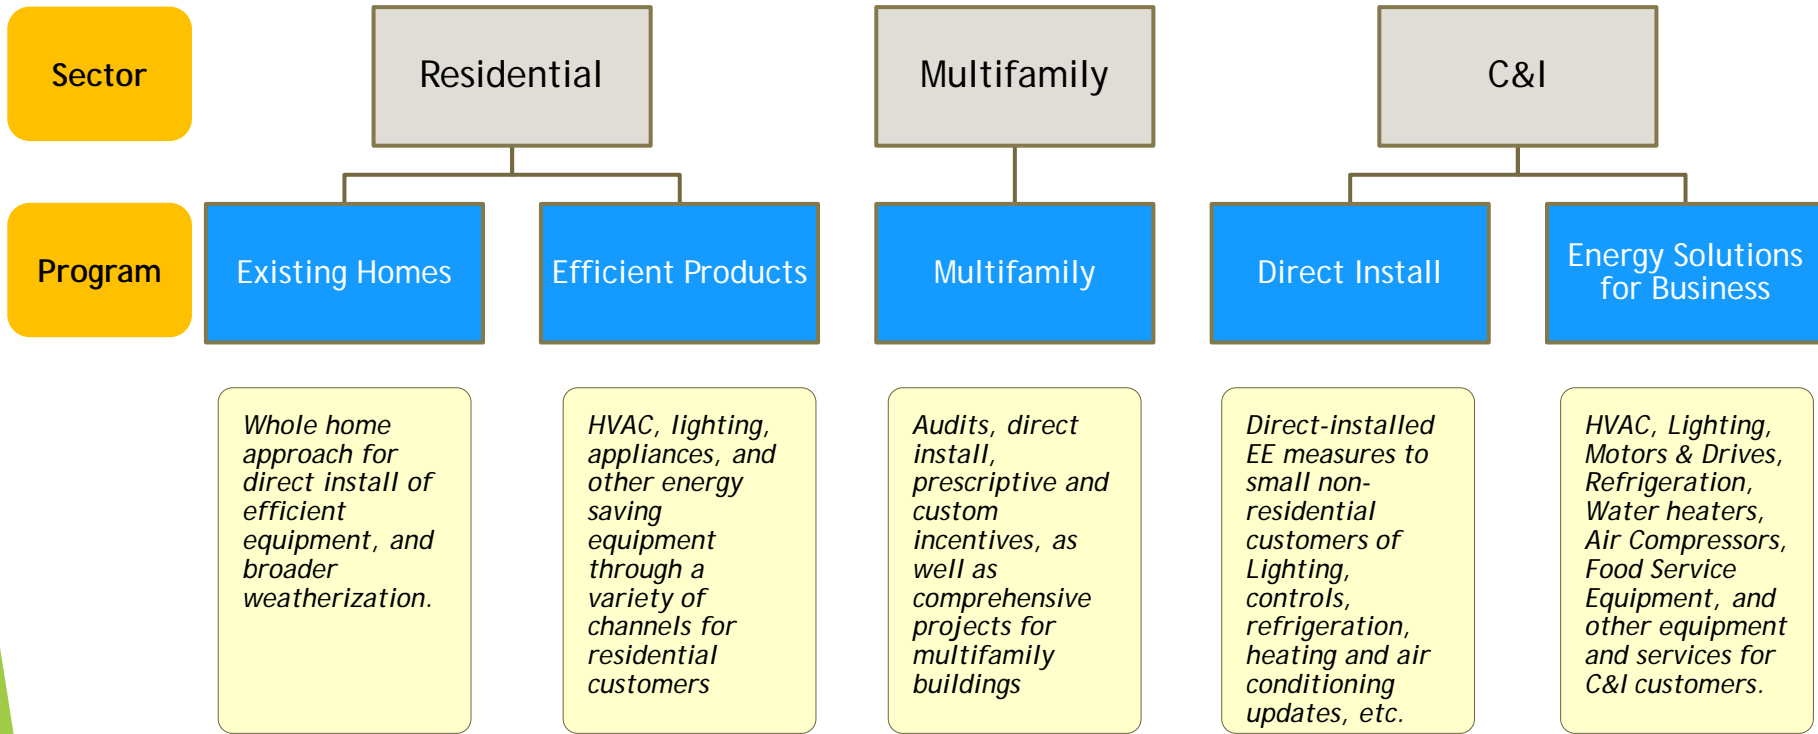 Sector
Residential
Multifamily
C&I
Program
Existing Homes
Efficient Products
Multifamily
Direct Install
Energy Solutions
for Business
Whole home
approach for
direct install of
efficient
equipment, and
broader
weatherization.
HVAC, lighting,
appliances, and
other energy
saving
equipment
through a
variety of
channels for
residential
customers
Audits, direct
install,
prescriptive and
custom
incentives, as
well as
comprehensive
projects for
multifamily
buildings
Direct-installed
EE measures to
small non-
residential
customers of
Lighting,
controls,
refrigeration,
heating and air
conditioning
updates, etc.
HVAC, Lighting,
Motors & Drives,
Refrigeration,
Water heaters,
Air Compressors,
Food Service
Equipment, and
other equipment
and services for
C&I customers.